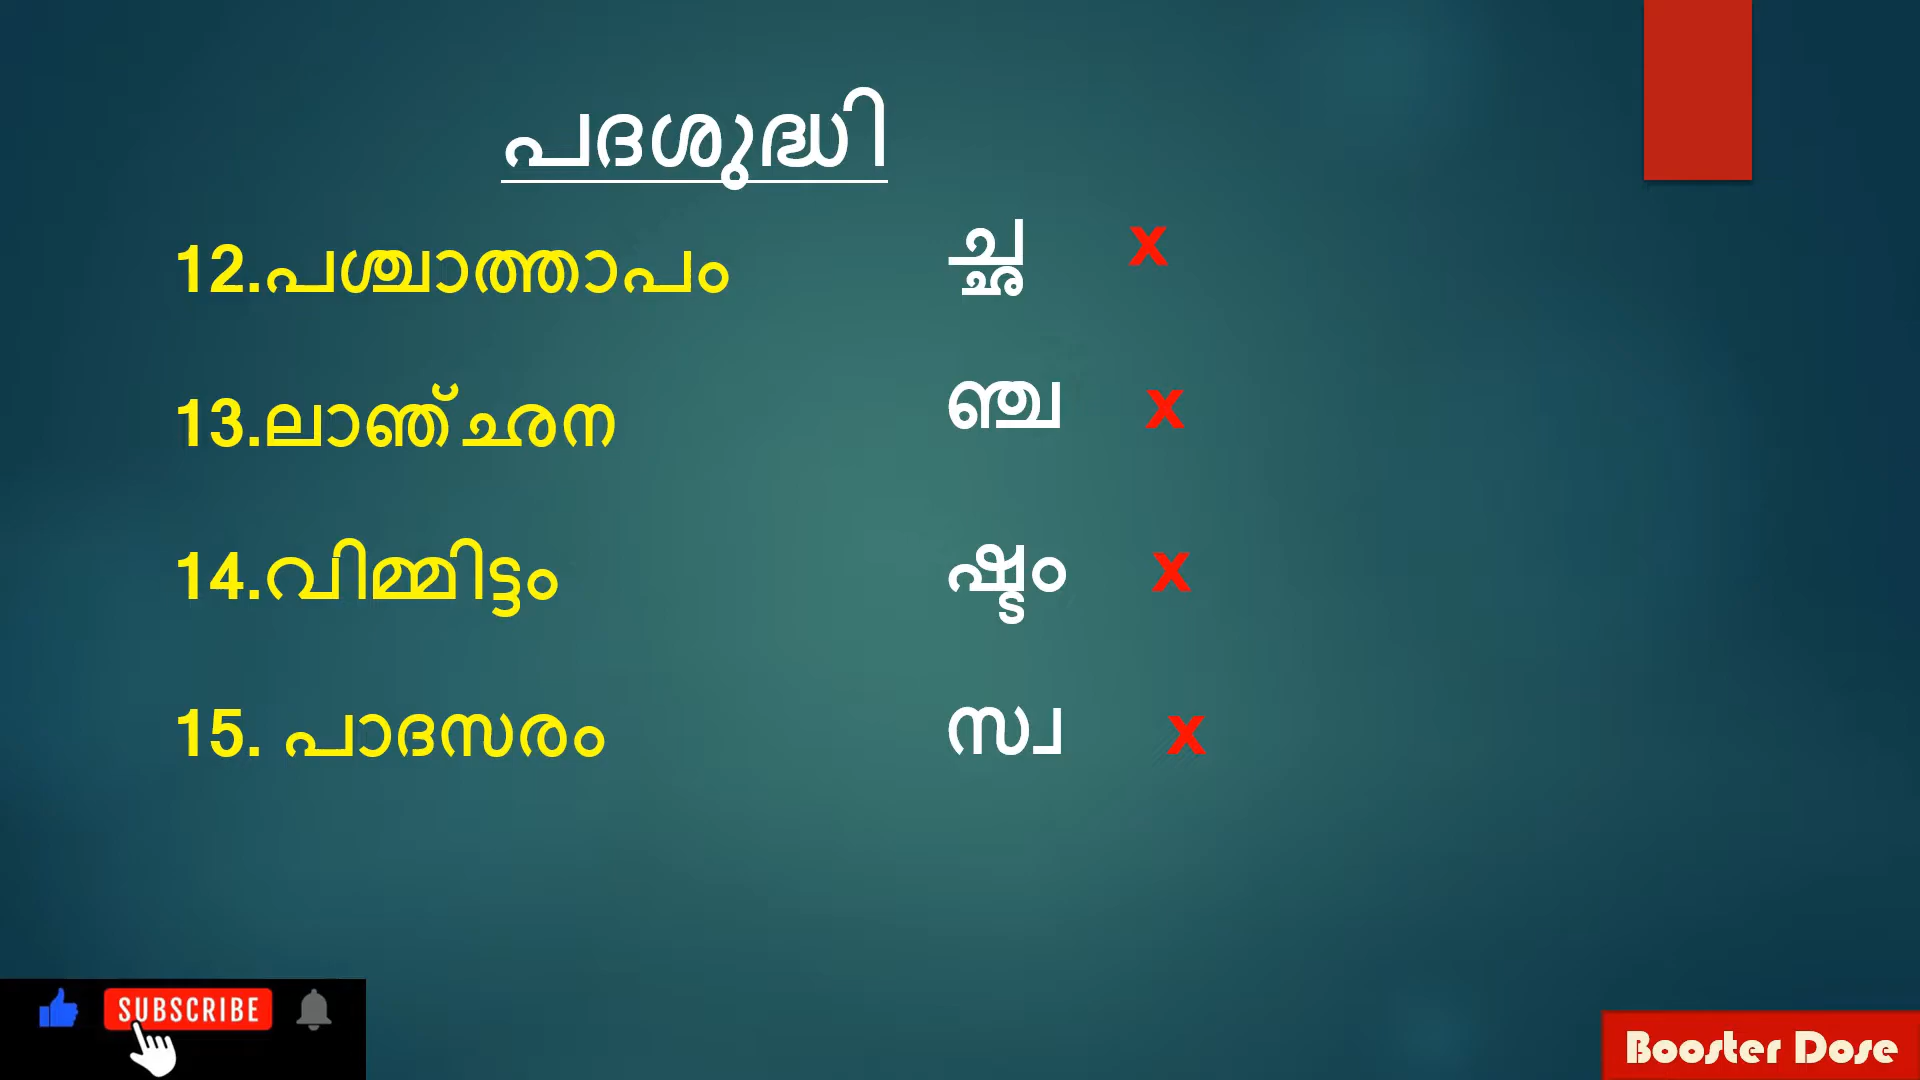 പദശുദ്ധി
12.പശ്ചാത്താപം ച്ഛ x
13.ലാഞ്ഛന ഞ്ച x
14.വിമ്മിട്ടം ഷ്ടം x
15. പാദസരം സ്വ x
SUBSCRIBE
Booster Dose